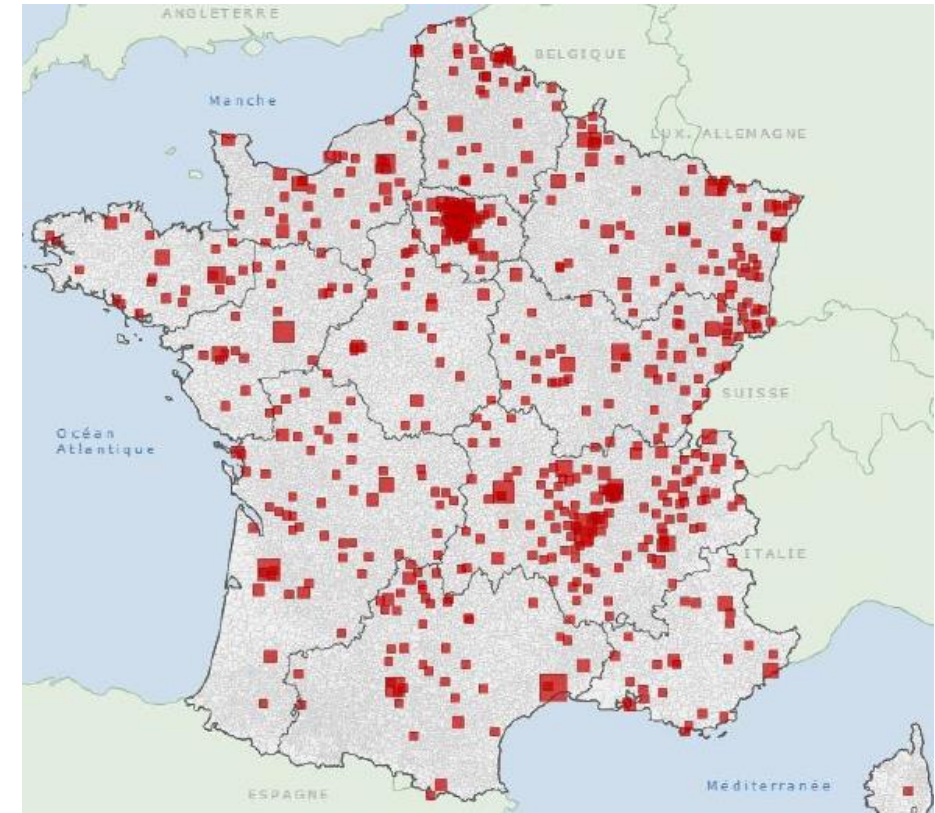 ANGLETERRE
BELGIQUE
Manche
LUX.
ALLEMAGNE
SUISSE
Océan
Atlantique
ITALIE
Méditerranée
ESPAGNE